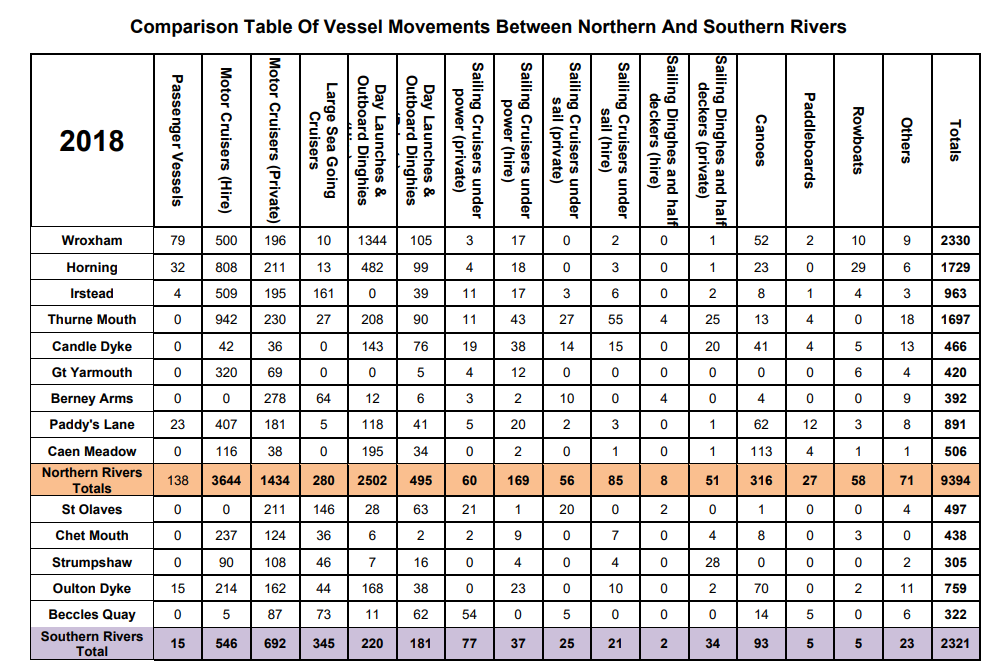 Comparison Table Of Vessel Movements Between Northern And Southern Rivers
2018
Passenger Vessels
Motor Cruisers (Hire)
Motor Cruisers (Private)
Large Sea Going
Cruisers
Day Launches &
Outboard Dinghies
Day Launches &
Outboard Dinghies
Sailing Cruisers under
power (private)
Sailing Cruisers under
power (hire)
Sailing Cruisers under
sail (private)
Sailing Cruisers under
sail (hire)
Sailing Dinghes and half
deckers (hire)
Sailing Dinghes and half
deckers (private)
Canoes
Paddleboards
Rowboats
Others
Totals
Wroxham 79 500 196 10 1344 105 3 17 0 2 0 1 52 2 10 9 2330
Horning 32 808 211 13 482 99 4 18 0 3 0 1 23 0 29 6 1729
Irstead 4 509 195 161 0 39 11 17 3 6 0 2 8 1 4 3 963
Thurne Mouth 0 942 230 27 208 90 11 43 27 55 4 25 13 4 0 18 1697
Candle Dyke 0 42 36 0 143 76 19 38 14 15 0 20 41 4 5 13 466
Gt Yarmouth 0 320 69 0 0 5 4 12 0 0 0 0 0 0 6 4 420
Berney Arms 0 0 278 64 12 6 3 2 10 0 4 0 4 0 0 9 392
Paddy's Lane 23 407 181 5 118 41 5 20 2 3 0 1 62 12 3 8 891
Caen Meadow 0 116 38 0 195 34 0 2 0 1 0 1 113 4 1 1 506
Northern Rivers
Totals 138 3644 1434 280 2502 495 60 169 56 85 8 51 316 27 58 71 9394
St Olaves 0 0 211 146 28 63 21 1 20 0 2 0 1 0 0 4 497
Chet Mouth 0 237 124 36 6 2 2 9 0 7 0 4 8 0 3 0 438
Strumpshaw 0 90 108 46 7 16 0 4 0 4 0 28 0 0 0 2 305
Oulton Dyke 15 214 162 44 168 38 0 23 0 10 0 2 70 0 2 11 759
Beccles Quay 0 5 87 73 11 62 54 0 5 0 0 0 14 5 0 6 322
Southern Rivers
Total 15 546 692 345 220 181 77 37 25 21 2 34 93 5 5 23 2321